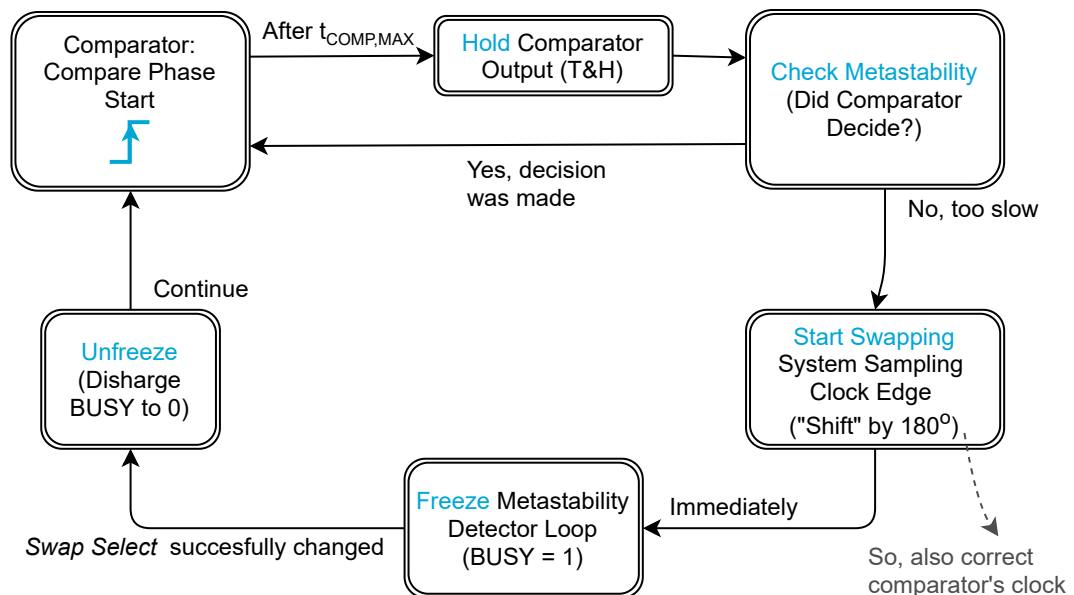 Comparator:
Compare Phase
Start
After tCOMP,MAX
Hold Comparator
Output (T&H)
Check Metastability
(Did Comparator
Decide?)
Yes, decision
was made
No, too slow
Start Swapping
System Sampling
Clock Edge
("Shift" by 180o)
So, also correct
comparator's clock
Immediately
Freeze Metastability
Detector Loop
(BUSY = 1)
Swap Select succesfully changed
Unfreeze
(Disharge
BUSY to 0)
Continue